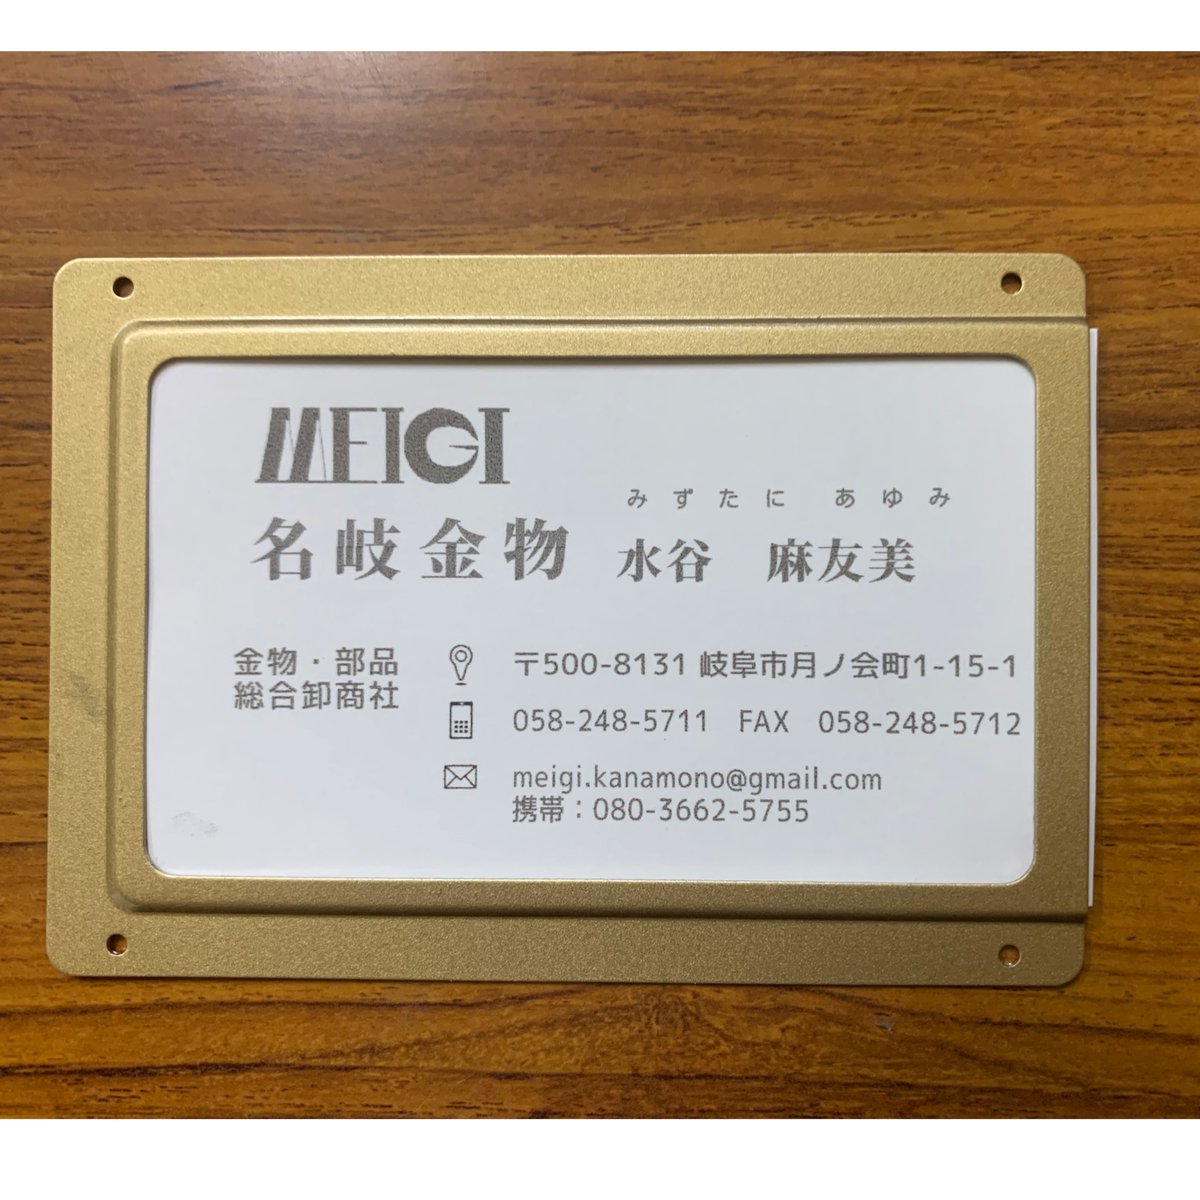 MEIGI
みずたに　あゆみ
名岐金物　水谷　麻友美
金物・部品
総合卸商社
〒500-8131 岐阜市月ノ会町1-15-1
058-248-5711　FAX　058-248-5712
meigi.kanamono@gmail.com
携帯：080-3662-5755